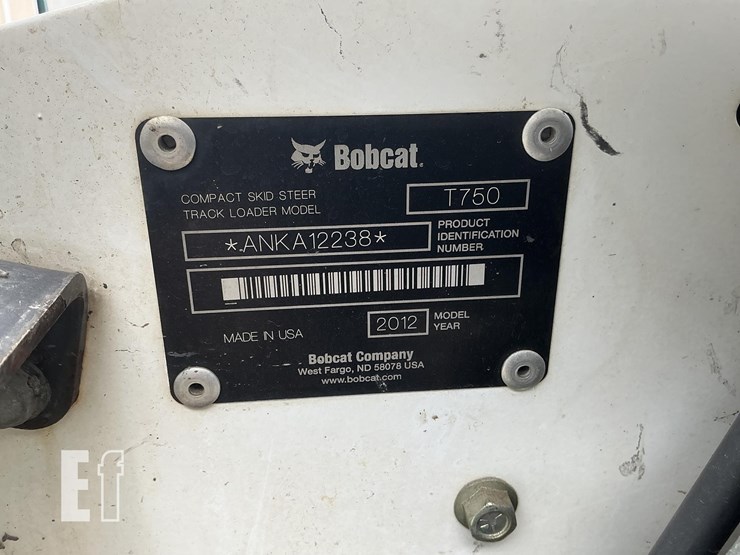 Bobcat.
COMPACT SKID STEER
TRACK LOADER MODEL
T750
*ANKA12238*
PRODUCT
IDENTIFICATION
NUMBER
MADE IN USA
2012
MODEL
YEAR
Bobcat Company
West Fargo, ND 58078 USA
www.bobcat.com
Ef